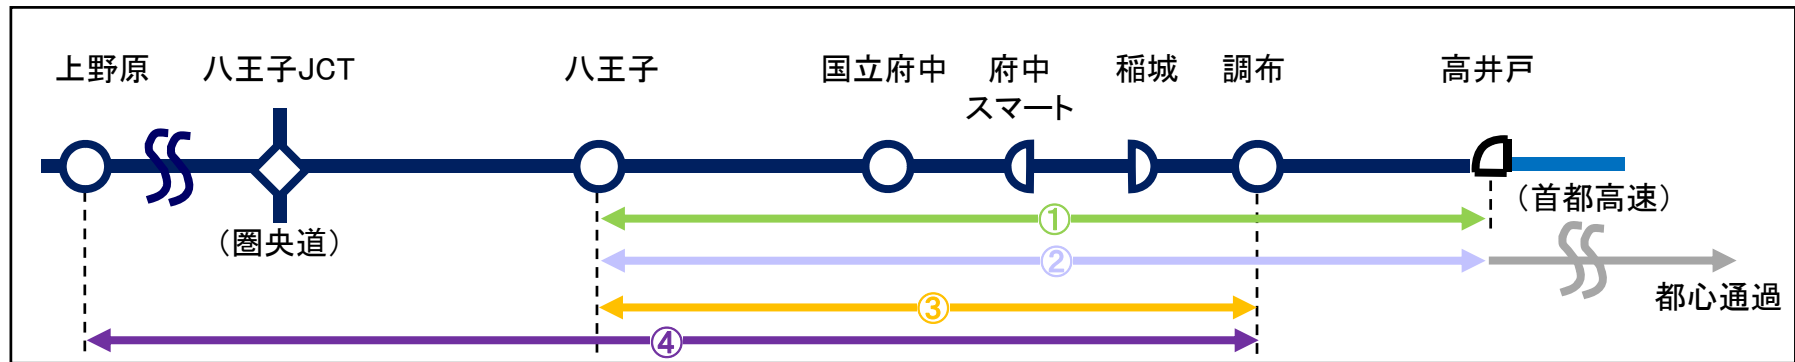 上野原
八王子JCT
八王子
国立府中
府中
スマート
稲城
調布
高井戸
（圏央道）
（首都高速）
①
②
都心通過
③
④